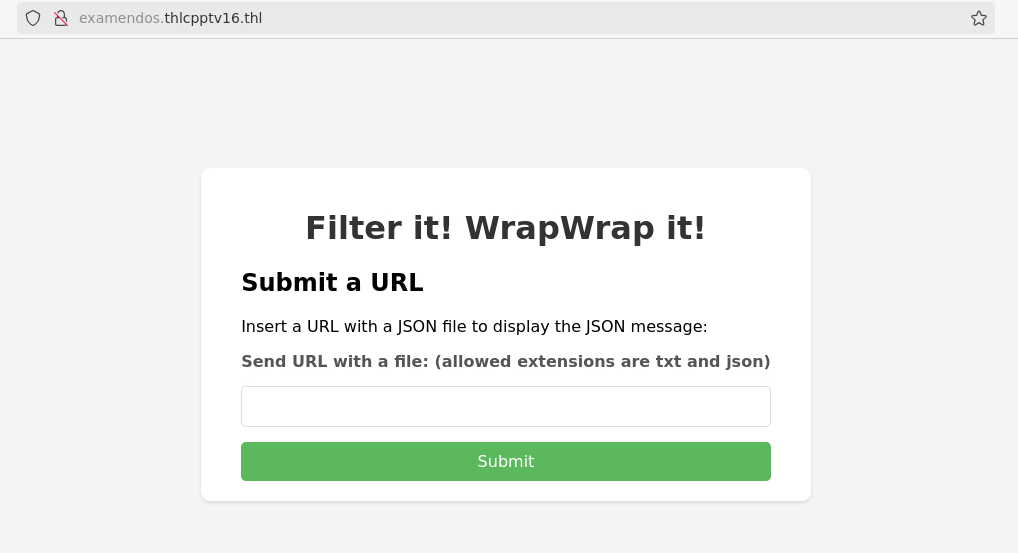 examendos.thlcpptv16.thl
Filter it! WrapWrap it!
Submit a URL
Insert a URL with a JSON file to display the JSON message:
Send URL with a file: (allowed extensions are txt and json)
Submit